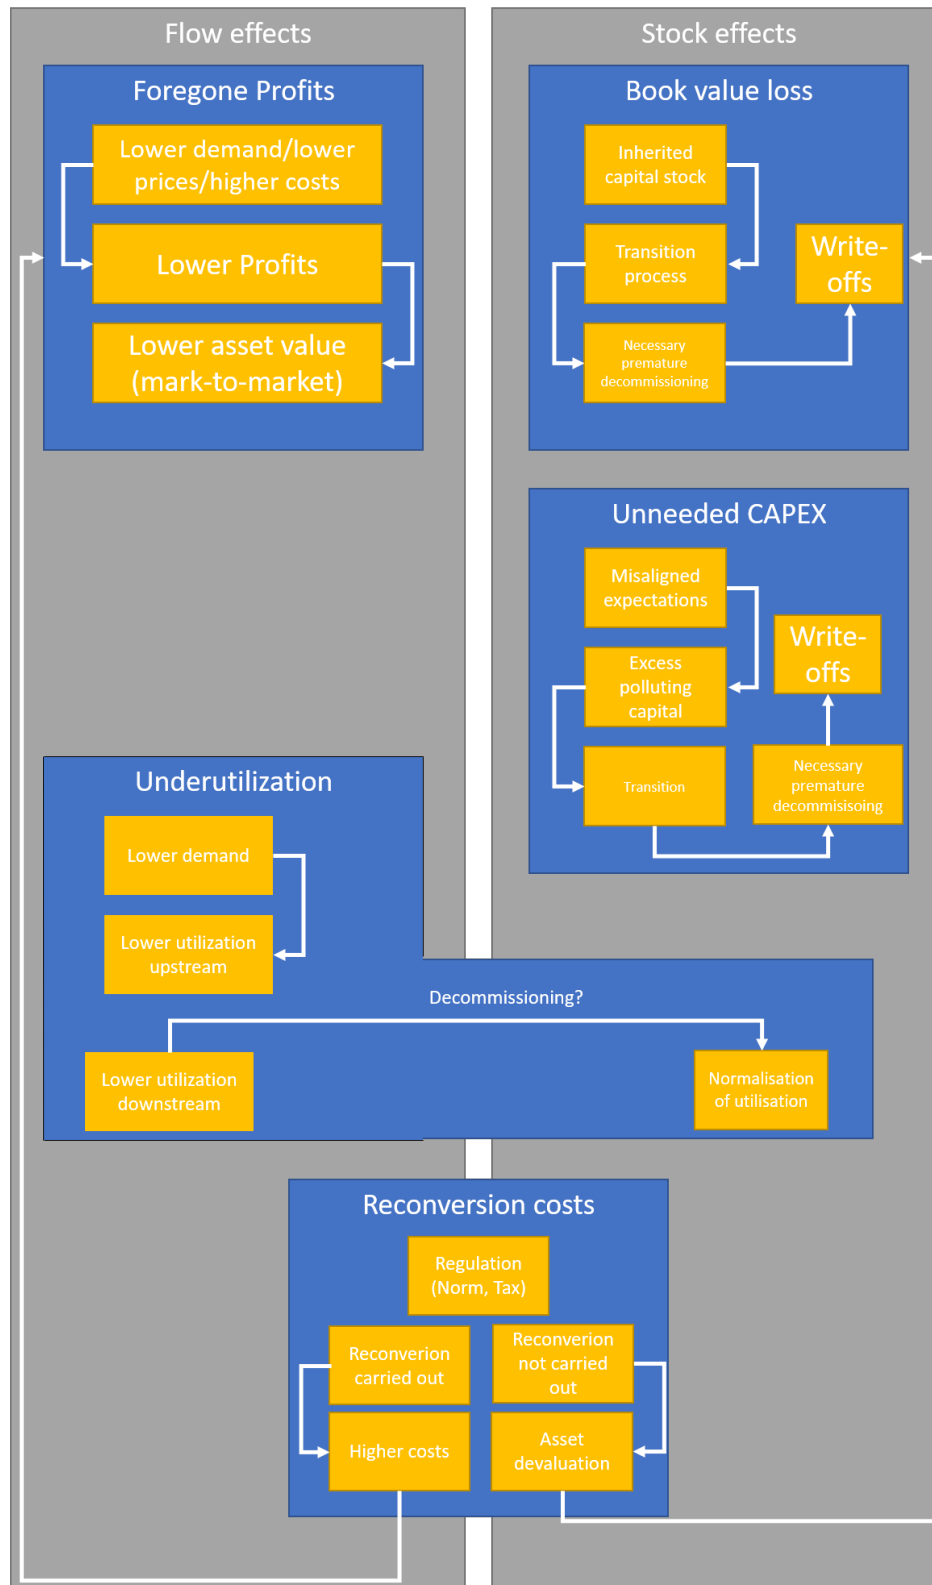 Flow effects
Foregone Profits
Lower demand/lower
prices/higher costs
Lower Profits
Lower asset value
(mark-to-market)
Underutilization
Lower demand
Lower utilization
upstream
Lower utilization
downstream
Stock effects
Book value loss
Inherited
capital stock
Transition
process
Necessary
premature
decommissioning
Write-
offs
Unneeded CAPEX
Misaligned
expectations
Excess
polluting
capital
Transition
Necessary
premature
decommisisoing
Write-
offs
Decommissioning?
Normalisation
of utilisation
Reconversion costs
Regulation
(Norm, Tax)
Reconverion
carried out
Higher costs
Reconverion
not carried
out
Asset
devaluation